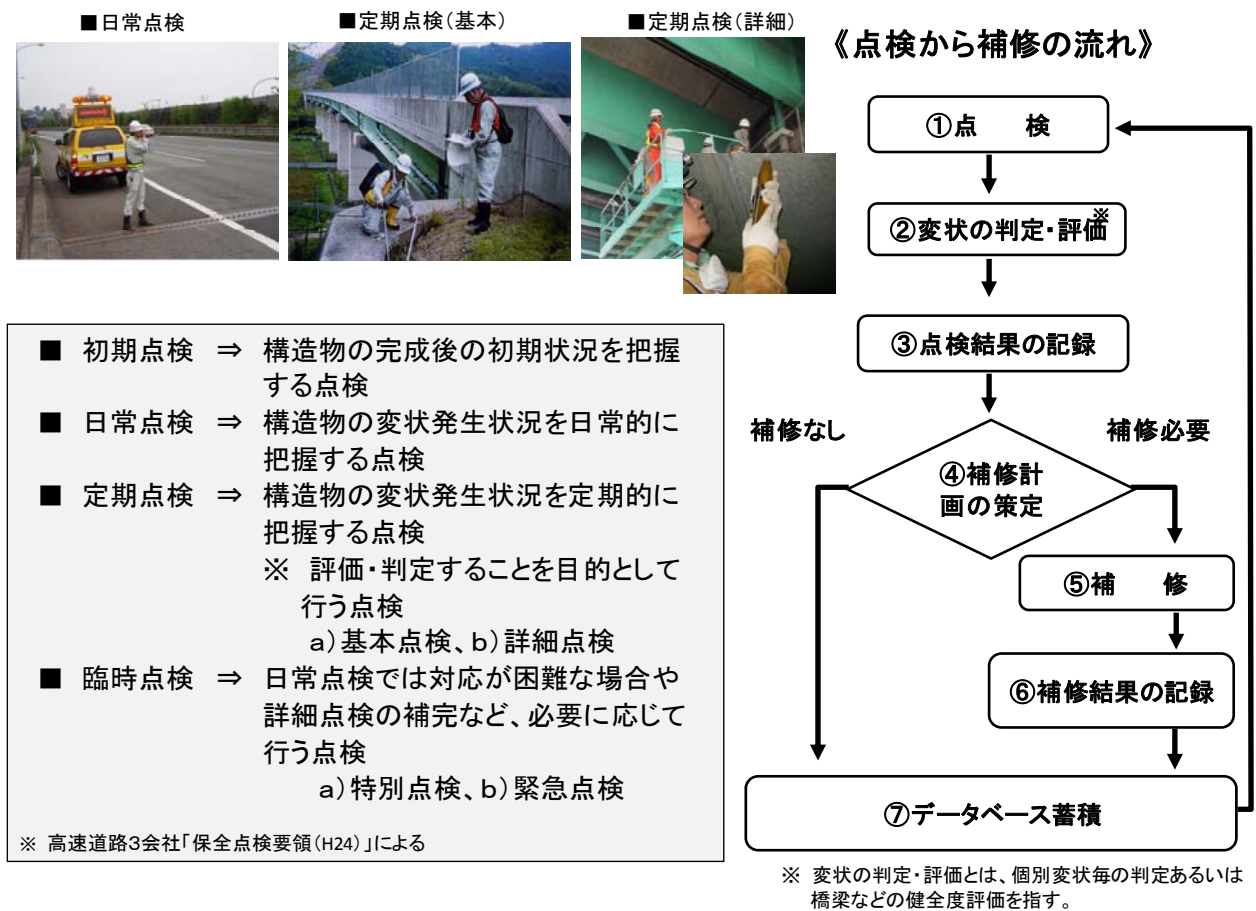 ■日常点検
■定期点検(基本)
■定期点検(詳細)
《点検から補修の流れ》
①点　検
②変状の判定・評価※
③点検結果の記録
補修なし
補修必要
④補修計
画の策定
⑤補　修
⑥補修結果の記録
⑦データベース蓄積
※ 変状の判定・評価とは、個別変状毎の判定あるいは
橋梁などの健全度評価を指す。
■ 初期点検 ⇒ 構造物の完成後の初期状況を把握
する点検
■ 日常点検 ⇒ 構造物の変状発生状況を日常的に
把握する点検
■ 定期点検 ⇒ 構造物の変状発生状況を定期的に
把握する点検
※ 評価・判定することを目的として
行う点検
a)基本点検、b)詳細点検
■ 臨時点検 ⇒ 日常点検では対応が困難な場合や
詳細点検の補完など、必要に応じて
行う点検
a)特別点検、b)緊急点検
※ 高速道路3会社「保全点検要領(H24)」による